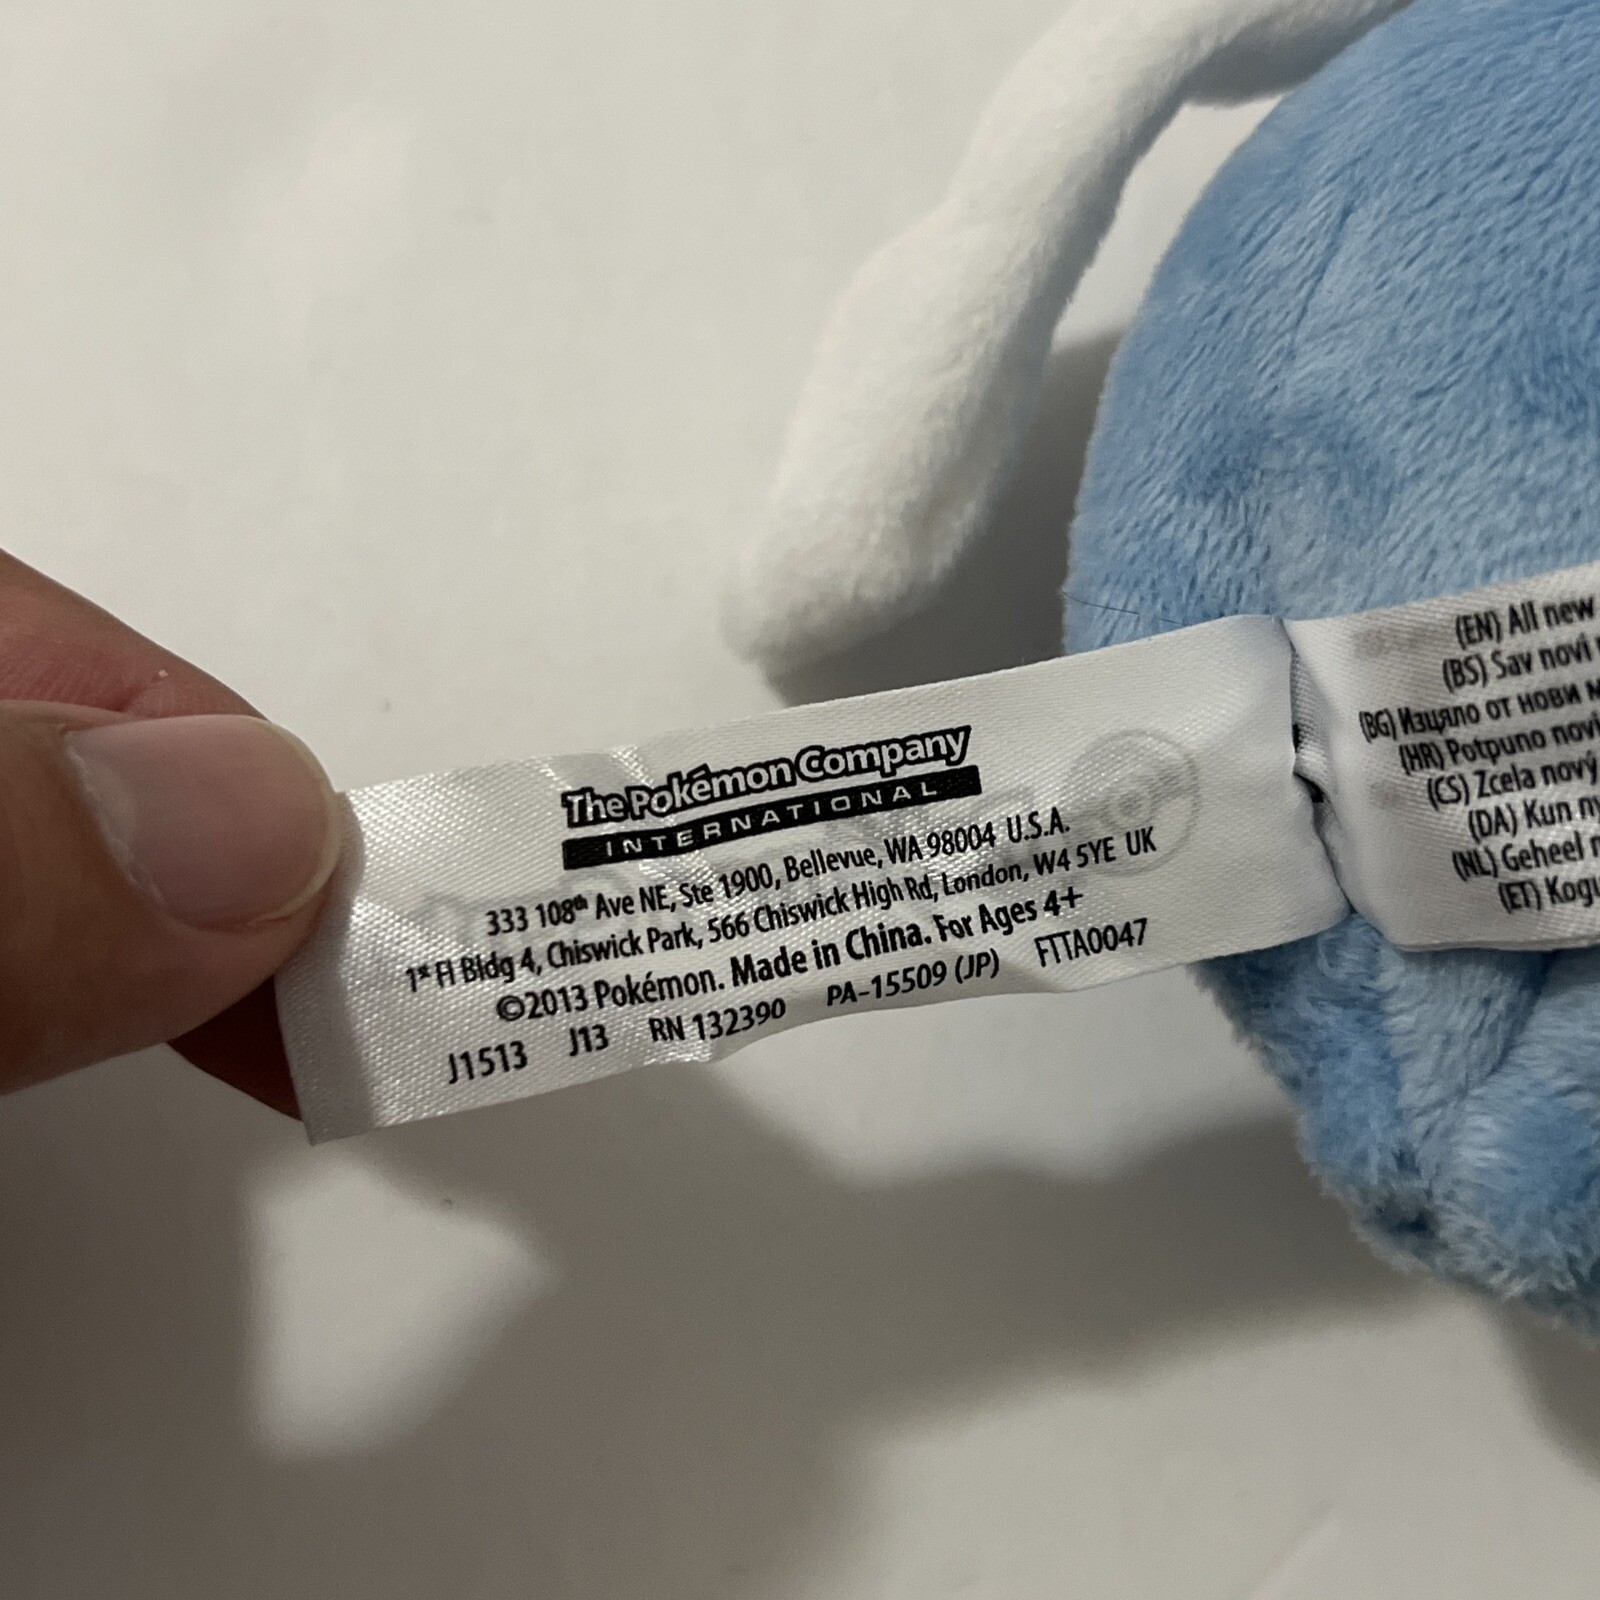 The Pokémon Company
INTERNATIONAL
333 108th Ave NE, Ste 1900, Bellevue, WA 98004 U.S.A.
1st Fl Bldg 4, Chiswick Park, 566 Chiswick High Rd, London, W4 5YE UK
©2013 Pokémon. Made in China. For Ages 4+
J1513 J13 RN 132390 PA-15509 (JP) FTTA0047
(EN) All new
(BS) Sav novi
(BG) Изцяло от нови
(HR) Potpuno novi
(CS) Zcela nový
(DA) Kun
(NL) Geheel
(ET)